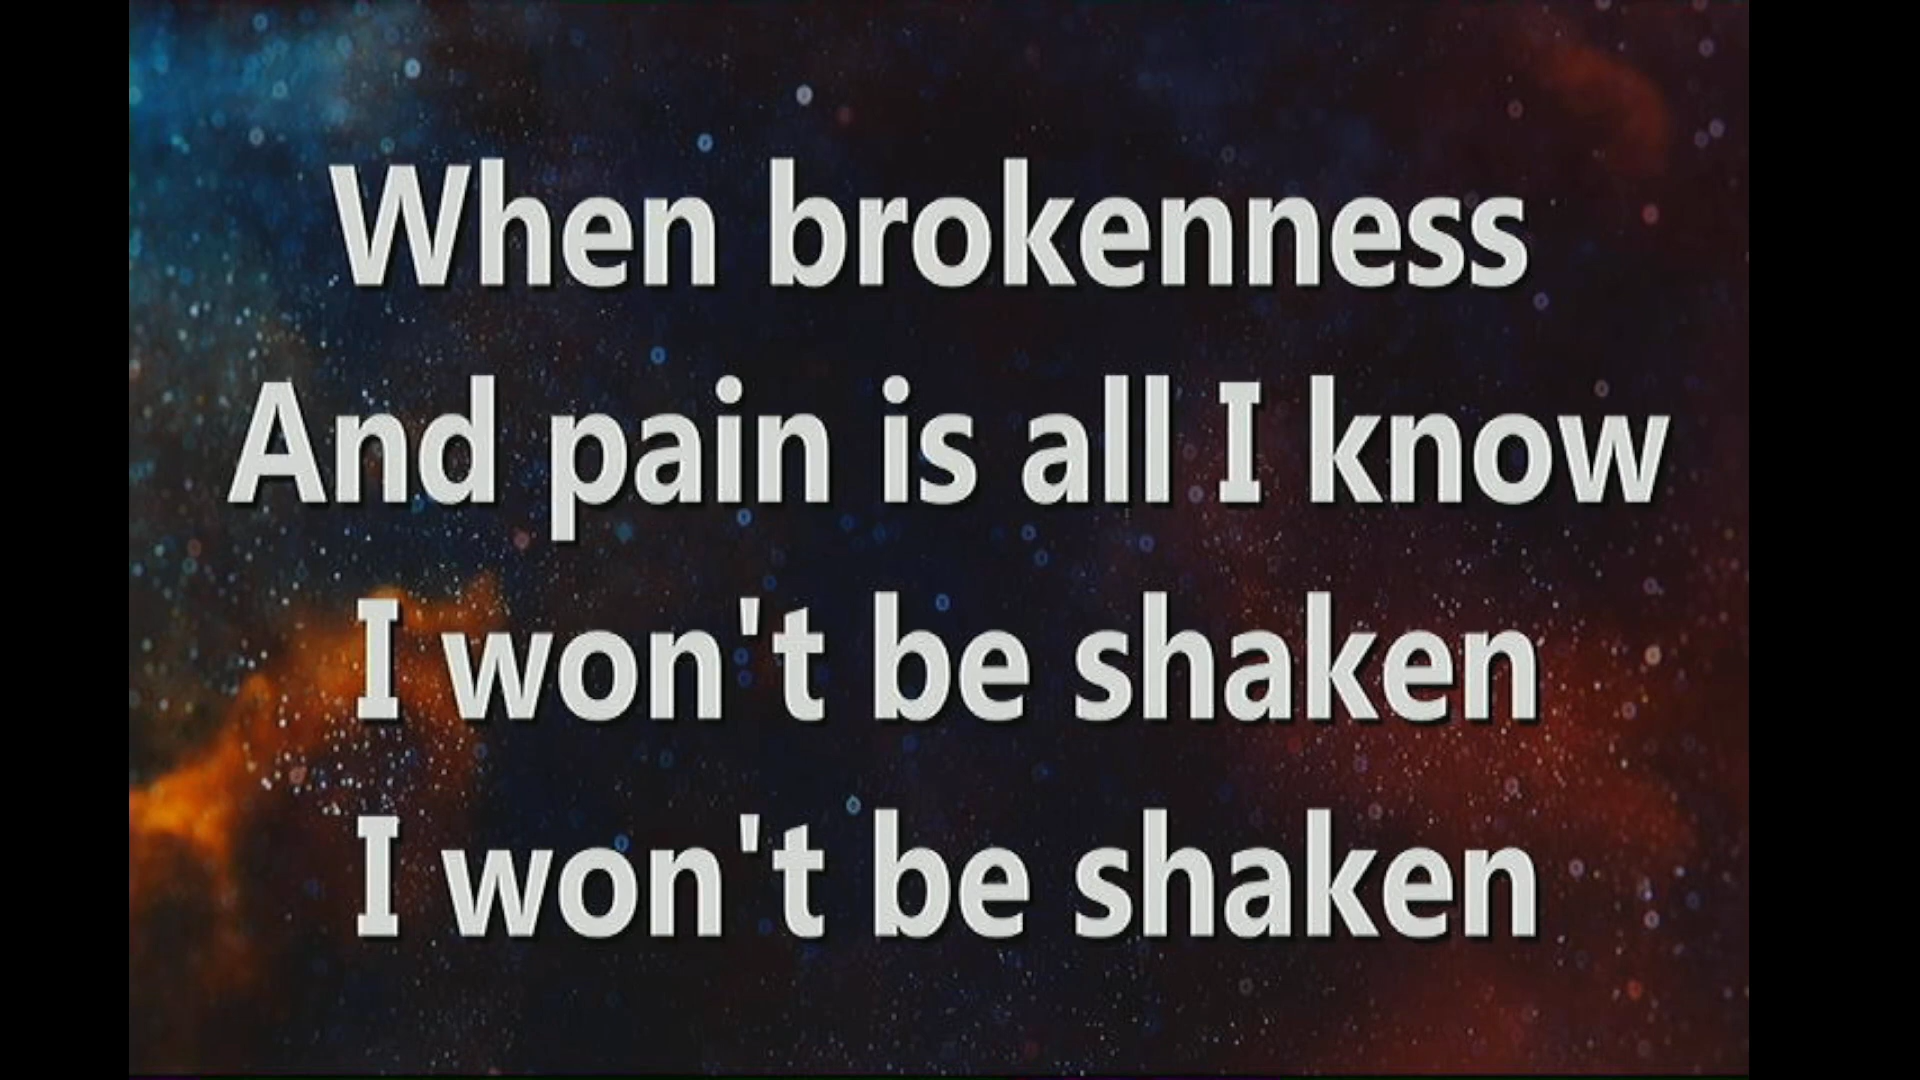 When brokenness
And pain is all I know
I won't be shaken
I won't be shaken